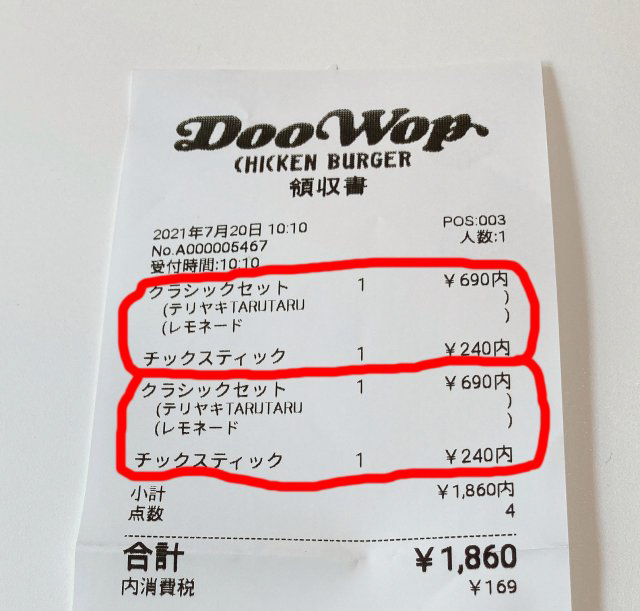 Doo Wop
CHICKEN BURGER
領収書
2021年7月20日 10:10 POS:003
No.A000005467 人数:1
受付時間:10:10
クラシックセット 1 ¥690内
(テリヤキTARUTARU )
(レモネード )
チックスティック 1 ¥240内
クラシックセット 1 ¥690内
(テリヤキTARUTARU )
(レモネード )
チックスティック 1 ¥240内
小計 ¥1,860内
点数 4
合計 ¥1,860
内消費税 ¥169